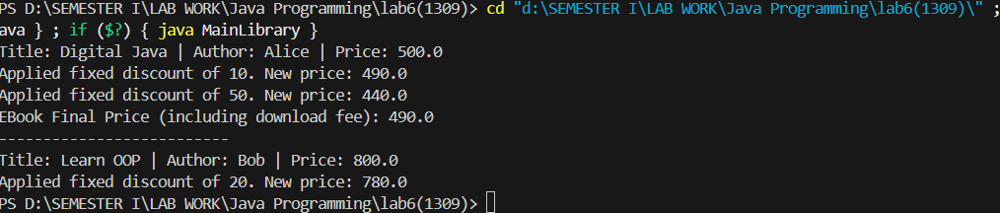 PS D:\SEMESTER I\LAB WORK\Java Programming\lab6(1309)> cd "d:\SEMESTER I\LAB WORK\Java Programming\lab6(1309)\" ;
ava } ; if ($?) { java MainLibrary }
Title: Digital Java | Author: Alice | Price: 500.0
Applied fixed discount of 10. New price: 490.0
Applied fixed discount of 50. New price: 440.0
EBook Final Price (including download fee): 490.0
--------------------------
Title: Learn OOP | Author: Bob | Price: 800.0
Applied fixed discount of 20. New price: 780.0
PS D:\SEMESTER I\LAB WORK\Java Programming\lab6(1309)>